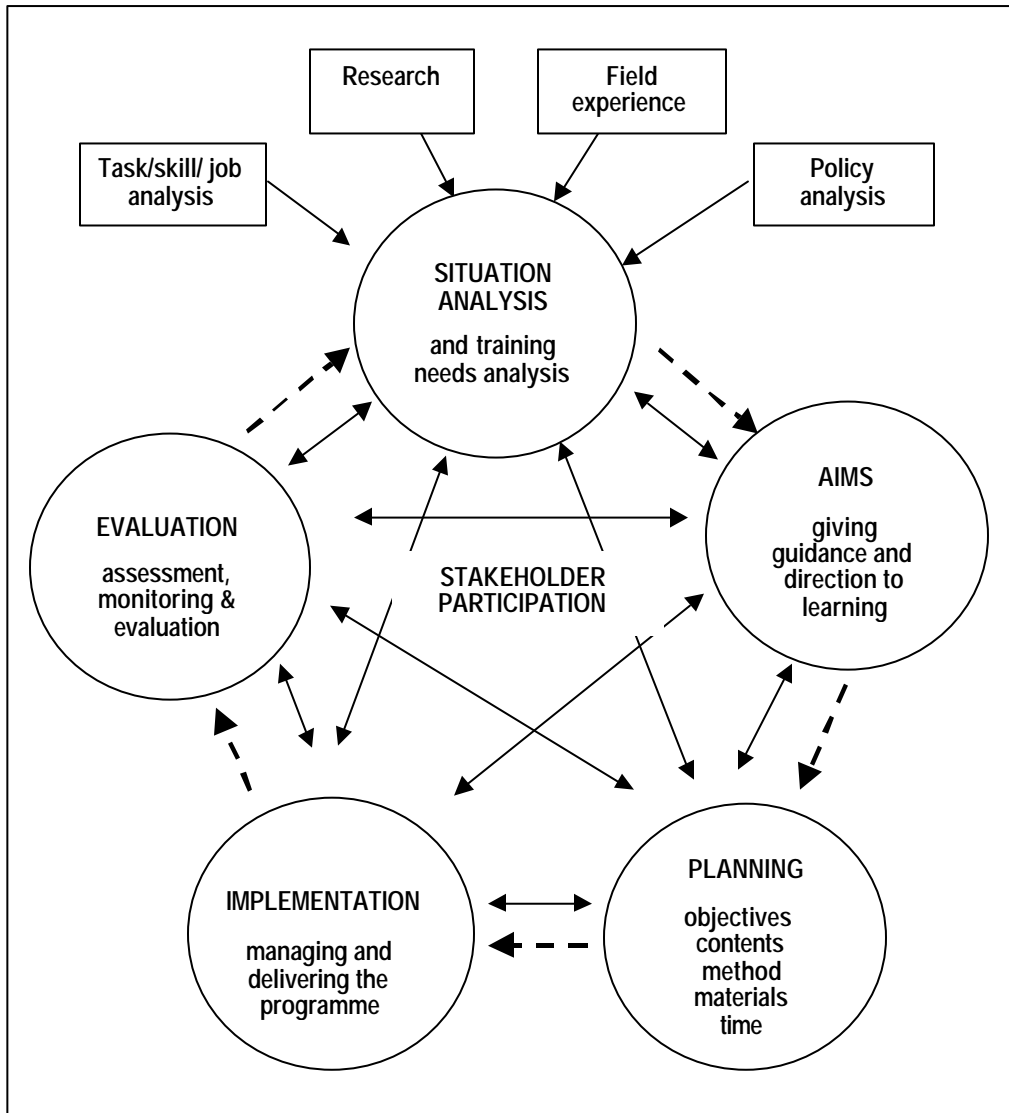 Research
Field
experience
Task/skill/ job
analysis
Policy
analysis
SITUATION
ANALYSIS
and training
needs analysis
AIMS
giving
guidance and
direction to
learning
EVALUATION
assessment,
monitoring &
evaluation
STAKEHOLDER
PARTICIPATION
IMPLEMENTATION
managing and
delivering the
programme
PLANNING
objectives
contents
method
materials
time